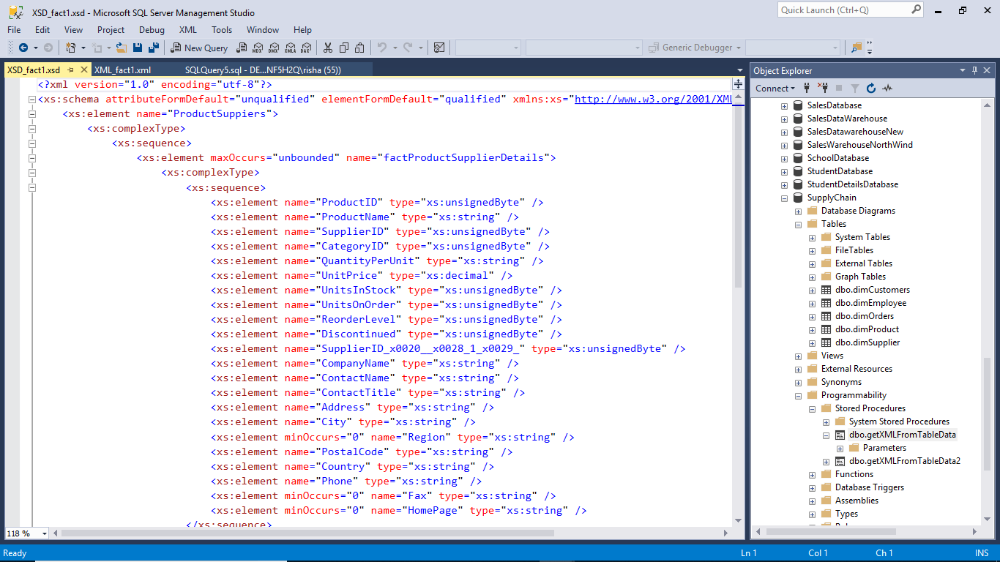 XSD_fact1.xsd - Microsoft SQL Server Management Studio
Quick Launch (Ctrl+Q)
File Edit View Project Debug XML Tools Window Help
New Query MDX DMX XMLA DAX Generic Debugger
XSD_fact1.xsd XML_fact1.xml SQLQuery5.sql - DE...NF5H2Q\risha (55))
<?xml version="1.0" encoding="utf-8"?>
<xs:schema attributeFormDefault="unqualified" elementFormDefault="qualified" xmlns:xs="http://www.w3.org/2001/XML
<xs:element name="ProductSuppiers">
<xs:complexType>
<xs:sequence>
<xs:element maxOccurs="unbounded" name="factProductSupplierDetails">
<xs:complexType>
<xs:sequence>
<xs:element name="ProductID" type="xs:unsignedByte" />
<xs:element name="ProductName" type="xs:string" />
<xs:element name="SupplierID" type="xs:unsignedByte" />
<xs:element name="CategoryID" type="xs:unsignedByte" />
<xs:element name="QuantityPerUnit" type="xs:string" />
<xs:element name="UnitPrice" type="xs:decimal" />
<xs:element name="UnitsInStock" type="xs:unsignedByte" />
<xs:element name="UnitsOnOrder" type="xs:unsignedByte" />
<xs:element name="ReorderLevel" type="xs:unsignedByte" />
<xs:element name="Discontinued" type="xs:unsignedByte" />
<xs:element name="SupplierID_x0020__x0028_1_x0029_" type="xs:unsignedByte" />
<xs:element name="CompanyName" type="xs:string" />
<xs:element name="ContactName" type="xs:string" />
<xs:element name="ContactTitle" type="xs:string" />
<xs:element name="Address" type="xs:string" />
<xs:element name="City" type="xs:string" />
<xs:element minOccurs="0" name="Region" type="xs:string" />
<xs:element name="PostalCode" type="xs:string" />
<xs:element name="Country" type="xs:string" />
<xs:element name="Phone" type="xs:string" />
<xs:element minOccurs="0" name="Fax" type="xs:string" />
<xs:element minOccurs="0" name="HomePage" type="xs:string" />
</xs:sequence>
118 %
Object Explorer
Connect
SalesDatabase
SalesDataWarehouse
SalesDatawarehouseNew
SalesWarehouseNorthWind
SchoolDatabase
StudentDatabase
StudentDetailsDatabase
SupplyChain
Database Diagrams
Tables
System Tables
FileTables
External Tables
Graph Tables
dbo.dimCustomers
dbo.dimEmployee
dbo.dimOrders
dbo.dimProduct
dbo.dimSupplier
Views
External Resources
Synonyms
Programmability
Stored Procedures
System Stored Procedures
dbo.getXMLFromTableData
Parameters
dbo.getXMLFromTableData2
Functions
Database Triggers
Assemblies
Types
Ready Ln 1 Col 1 Ch 1 INS